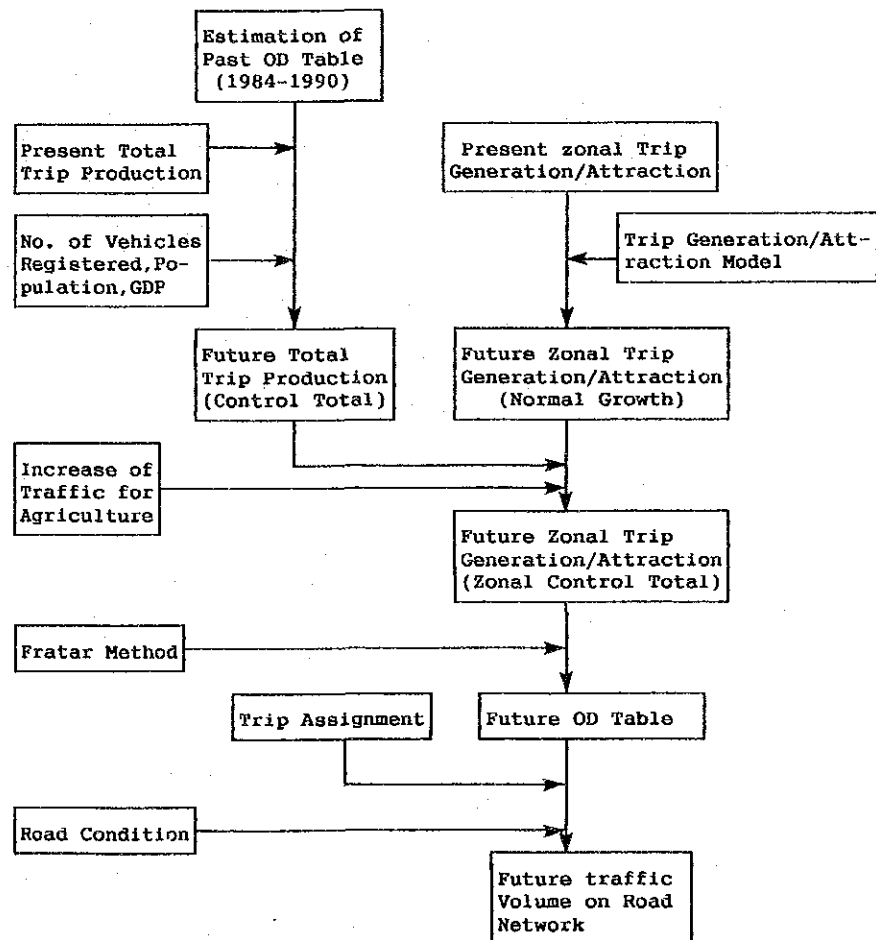 Estimation of
Past OD Table
(1984-1990)
Present Total
Trip Production
Present zonal Trip
Generation/Attraction
No. of Vehicles
Registered,Po-
pulation,GDP
Trip Generation/Att-
raction Model
Future Total
Trip Production
(Control Total)
Future Zonal Trip
Generation/Attraction
(Normal Growth)
Increase of
Traffic for
Agriculture
Future Zonal Trip
Generation/Attraction
(Zonal Control Total)
Fratar Method
Trip Assignment
Future OD Table
Road Condition
Future traffic
Volume on Road
Network